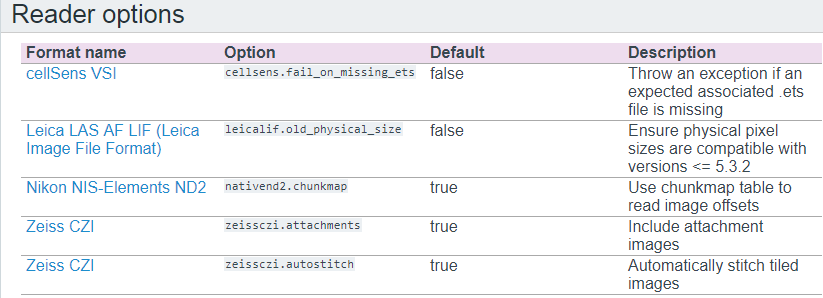 Reader options
Format name Option Default Description
cellSens VSI cellsens.fail_on_missing_ets false Throw an exception if an
expected associated .ets
file is missing
Leica LAS AF LIF (Leica leicalif.old_physical_size false Ensure physical pixel
Image File Format) sizes are compatible with
versions <= 5.3.2
Nikon NIS-Elements ND2 nativend2.chunkmap true Use chunkmap table to
read image offsets
Zeiss CZI zeissczi.attachments true Include attachment
images
Zeiss CZI zeissczi.autostitch true Automatically stitch tiled
images